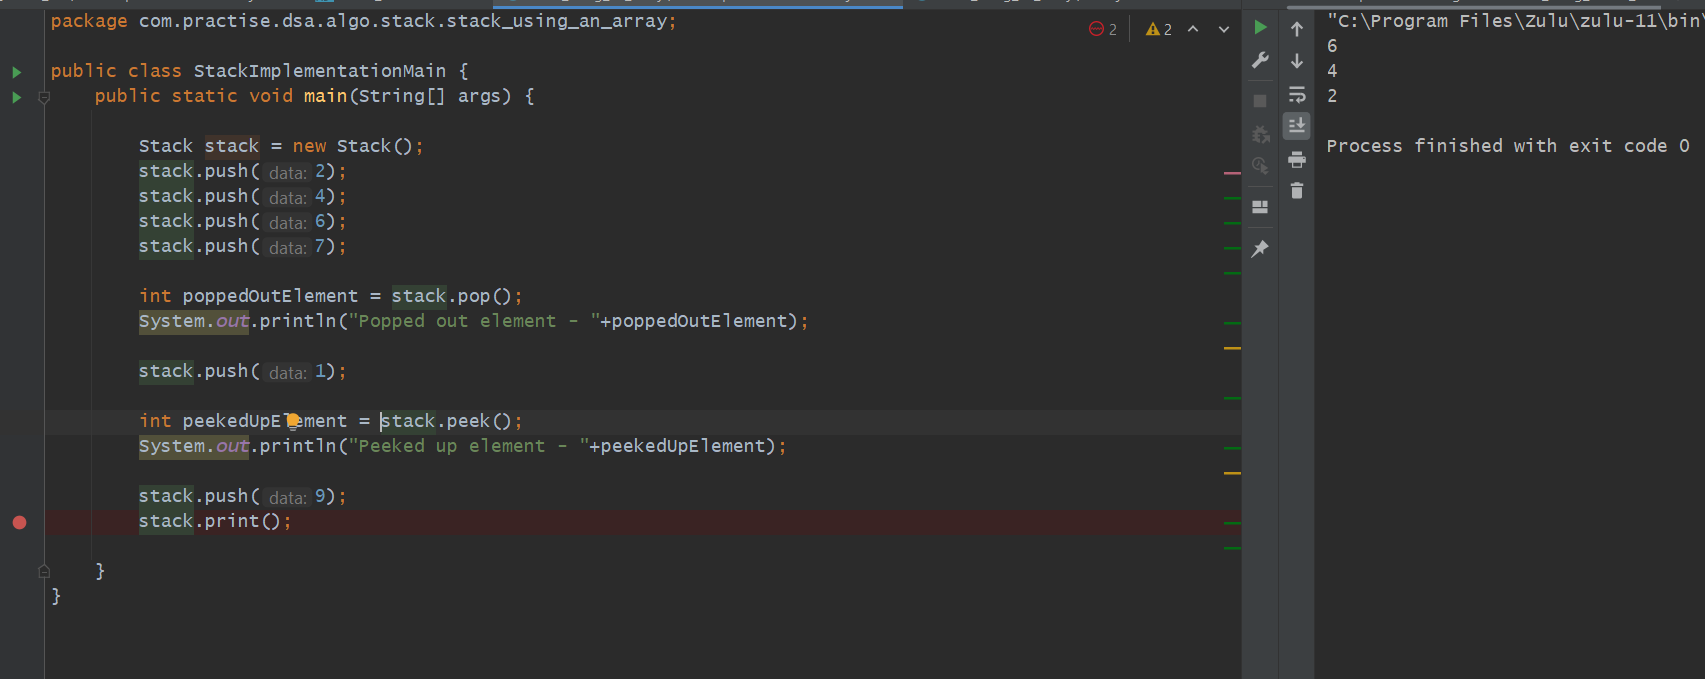 package com.practise.dsa.algo.stack.stack_using_an_array;
2 2
public class StackImplementationMain {
public static void main(String[] args) {
Stack stack = new Stack();
stack.push( data: 2);
stack.push( data: 4);
stack.push( data: 6);
stack.push( data: 7);
int poppedOutElement = stack.pop();
System.out.println("Popped out element - "+poppedOutElement);
stack.push( data: 1);
int peekedUpElement = stack.peek();
System.out.println("Peeked up element - "+peekedUpElement);
stack.push( data: 9);
stack.print();
}
}
"C:\Program Files\Zulu\zulu-11\bin\
6
4
2
Process finished with exit code 0